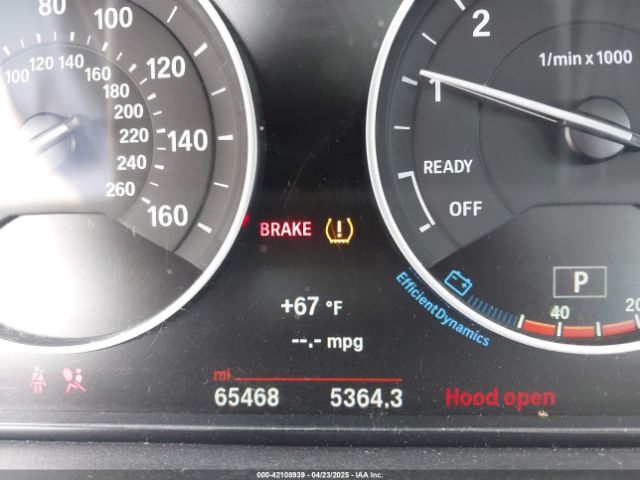 80
100
120
140
160
100 120 140
160
180
200
220
240
260
2
1
1/min x 1000
READY
OFF
BRAKE
+67 °F
--.- mpg
P
EfficientDynamics
40
20
mi
65468 5364.3
Hood open
000-42108939 - 04/23/2025 - IAA Inc.